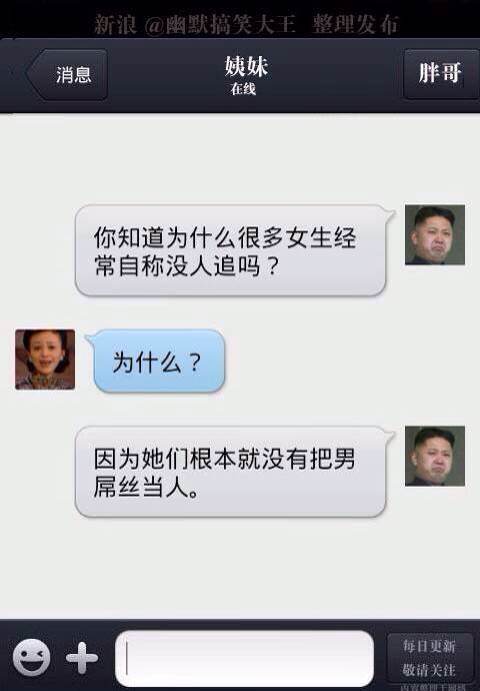 新浪 @幽默搞笑大王 整理发布
消息
姨妹
在线
胖哥
你知道为什么很多女生经
常自称没人追吗？
为什么？
因为她们根本就没有把男
屌丝当人。
每日更新
敬请关注